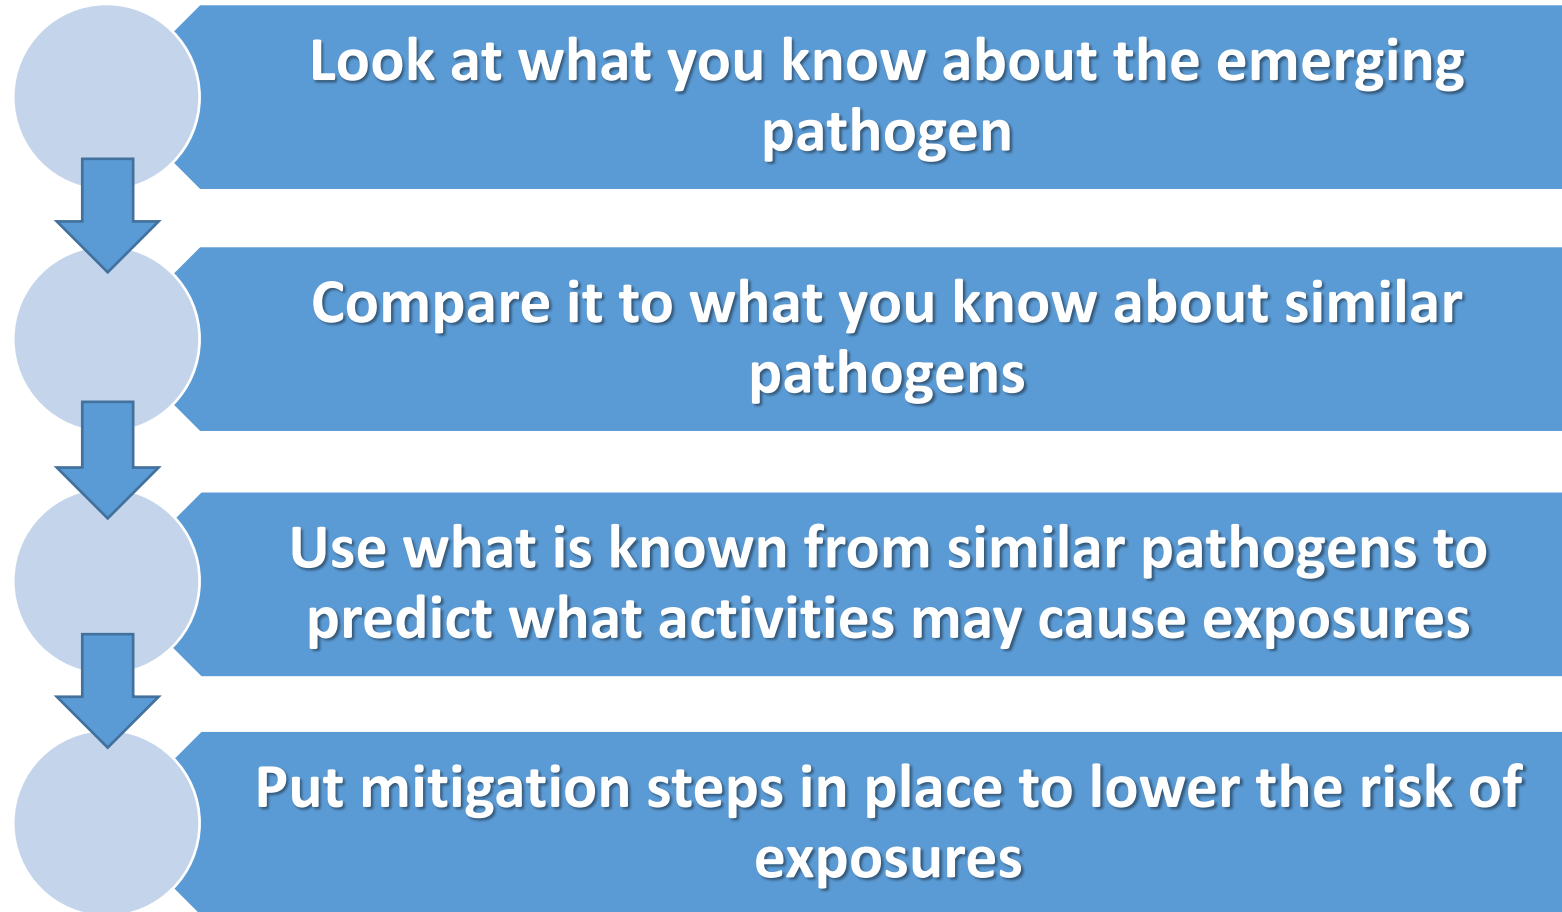 Look at what you know about the emerging
pathogen
Compare it to what you know about similar
pathogens
Use what is known from similar pathogens to
predict what activities may cause exposures
Put mitigation steps in place to lower the risk of
exposures